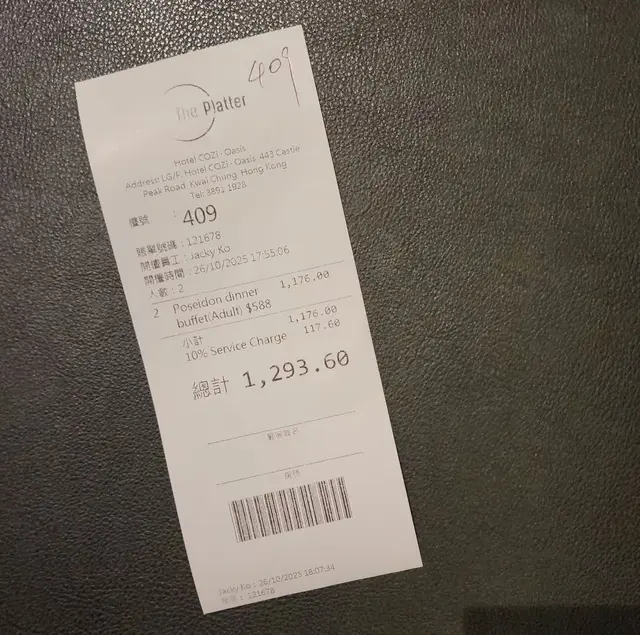 409
The Platter
Hotel COZi · Oasis
Address: LG/F, Hotel COZi · Oasis, 443 Castle
Peak Road, Kwai Chung, Hong Kong
Tel: 3891 1928
檯號 : 409
賬單號碼 : 121678
開檯員工 : Jacky Ko
開檯時間 : 26/10/2025 17:55:06
人數 : 2
2 Poseidon dinner 1,176.00
buffet(Adult) $588
小計 1,176.00
10% Service Charge 117.60
總計 1,293.60
Jacky Ko : 26/10/2025 18:07:34
121678